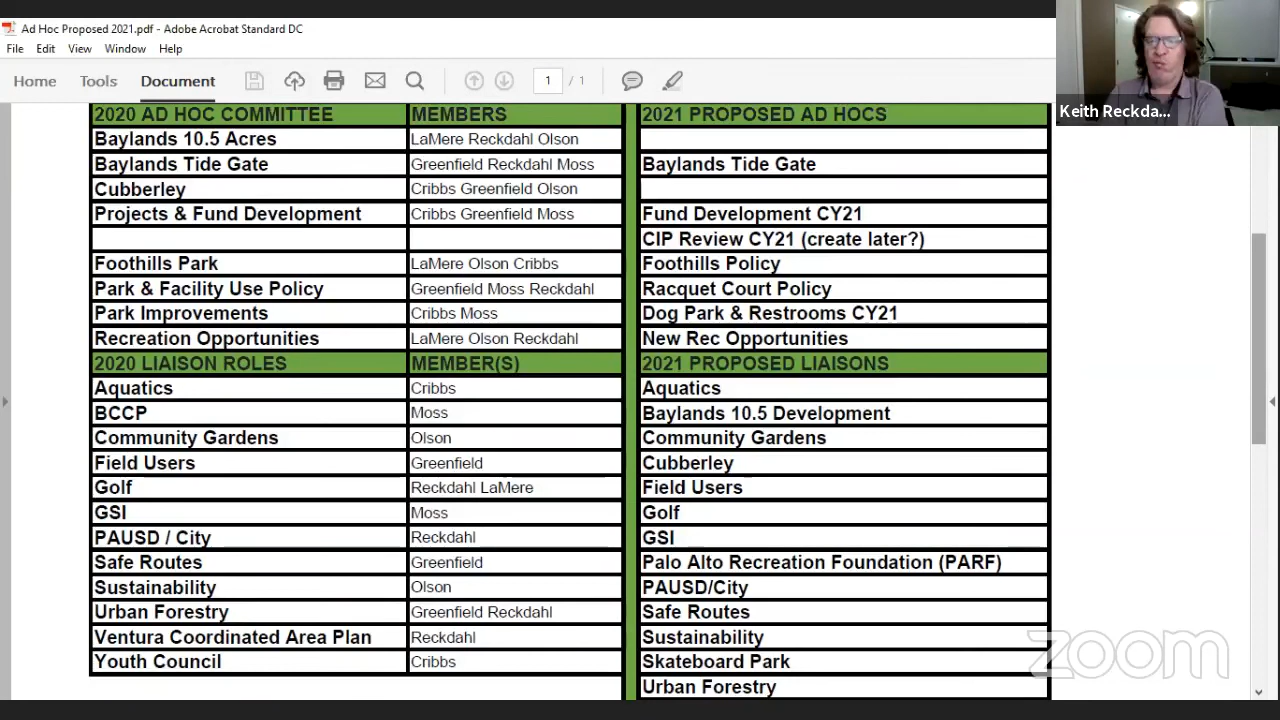 Ad Hoc Proposed 2021.pdf - Adobe Acrobat Standard DC
File Edit View Window Help
Home Tools Document 1 / 1
Keith Reckda...
2020 AD HOC COMMITTEE MEMBERS 2021 PROPOSED AD HOCS
Baylands 10.5 Acres LaMere Reckdahl Olson
Baylands Tide Gate Greenfield Reckdahl Moss Baylands Tide Gate
Cubberley Cribbs Greenfield Olson
Projects & Fund Development Cribbs Greenfield Moss Fund Development CY21
CIP Review CY21 (create later?)
Foothills Park LaMere Olson Cribbs Foothills Policy
Park & Facility Use Policy Greenfield Moss Reckdahl Racquet Court Policy
Park Improvements Cribbs Moss Dog Park & Restrooms CY21
Recreation Opportunities LaMere Olson Reckdahl New Rec Opportunities
2020 LIAISON ROLES MEMBER(S) 2021 PROPOSED LIAISONS
Aquatics Cribbs Aquatics
BCCP Moss Baylands 10.5 Development
Community Gardens Olson Community Gardens
Field Users Greenfield Cubberley
Golf Reckdahl LaMere Field Users
GSI Moss Golf
PAUSD / City Reckdahl GSI
Safe Routes Greenfield Palo Alto Recreation Foundation (PARF)
Sustainability Olson PAUSD/City
Urban Forestry Greenfield Reckdahl Safe Routes
Ventura Coordinated Area Plan Reckdahl Sustainability
Youth Council Cribbs Skateboard Park
Urban Forestry
zoom